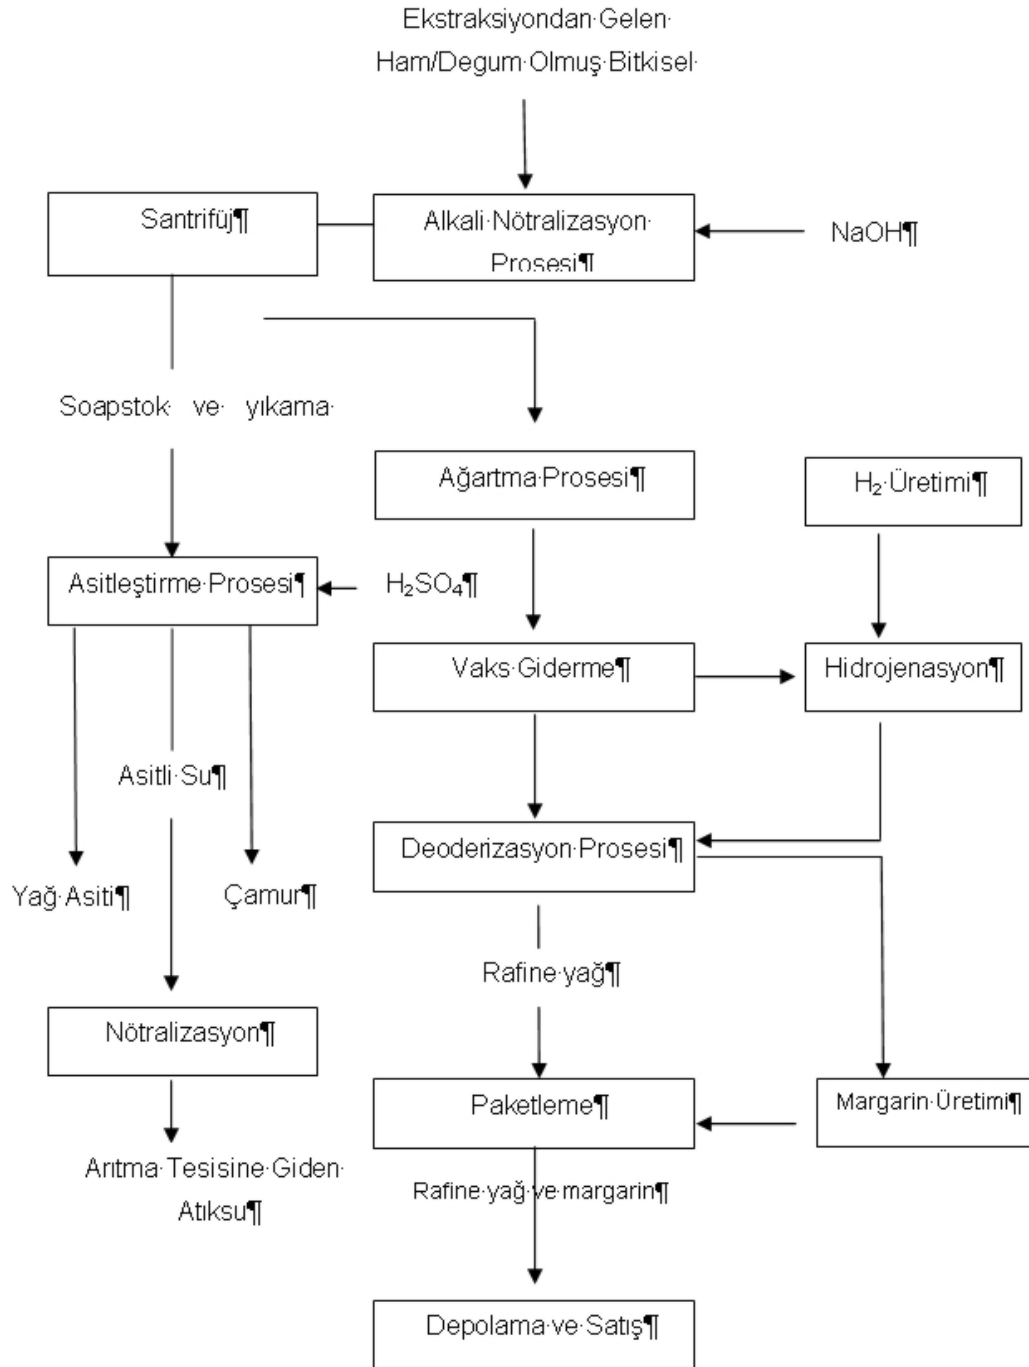 Ekstraksiyondan·Gelen·
Ham/Degum·Olmuş·Bitkisel·
Santrifüj¶
Alkali·Nötralizasyon·
Prosesi¶
NaOH¶
Soapstok· ve· yıkama·
Ağartma·Prosesi¶
H₂·Üretimi¶
Asitleştirme·Prosesi¶
H₂SO₄¶
Vaks·Giderme¶
Hidrojenasyon¶
Asitli·Su¶
Deoderizasyon·Prosesi¶
Yağ·Asiti¶
Çamur¶
Rafine·yağ¶
Nötralizasyon¶
Paketleme¶
Margarin·Üretimi¶
Arıtma·Tesisine·Giden·
Atıksu¶
Rafine·yağ·ve·margarin¶
Depolama·ve·Satış¶